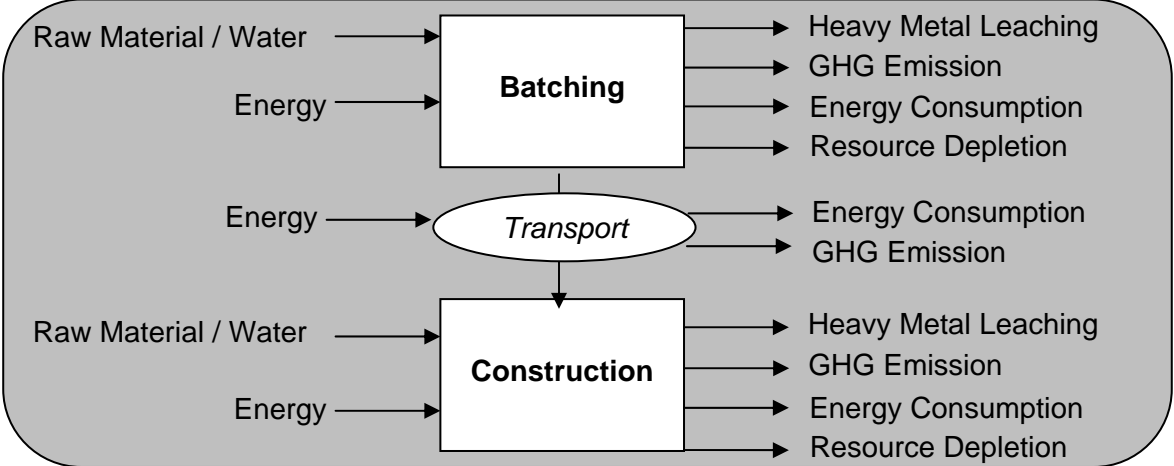 Raw Material / Water
Energy
Batching
Heavy Metal Leaching
GHG Emission
Energy Consumption
Resource Depletion
Energy
Transport
Energy Consumption
GHG Emission
Raw Material / Water
Energy
Construction
Heavy Metal Leaching
GHG Emission
Energy Consumption
Resource Depletion